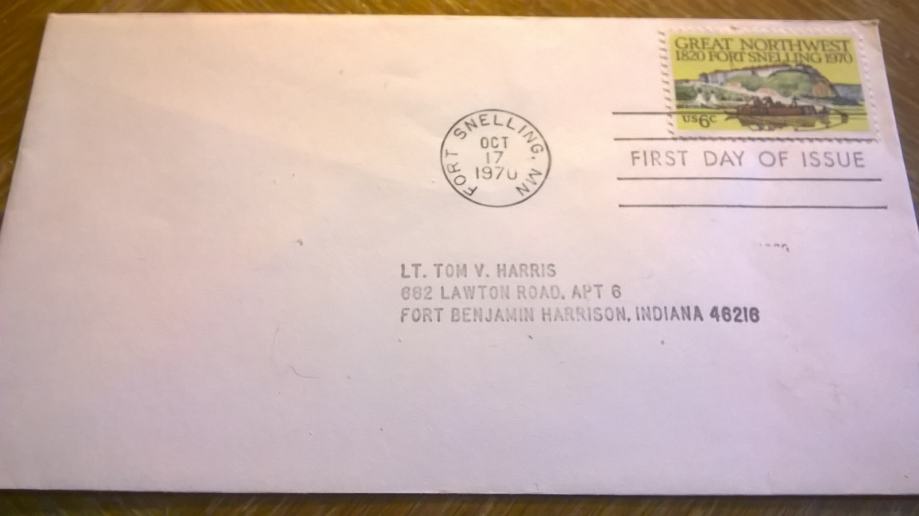 GREAT NORTHWEST
1820 FORT SNELLING 1970
US 6c
FORT SNELLING, MN
OCT
17
1970
FIRST DAY OF ISSUE
LT. TOM V. HARRIS
662 LAWTON ROAD, APT 6
FORT BENJAMIN HARRISON, INDIANA 46216